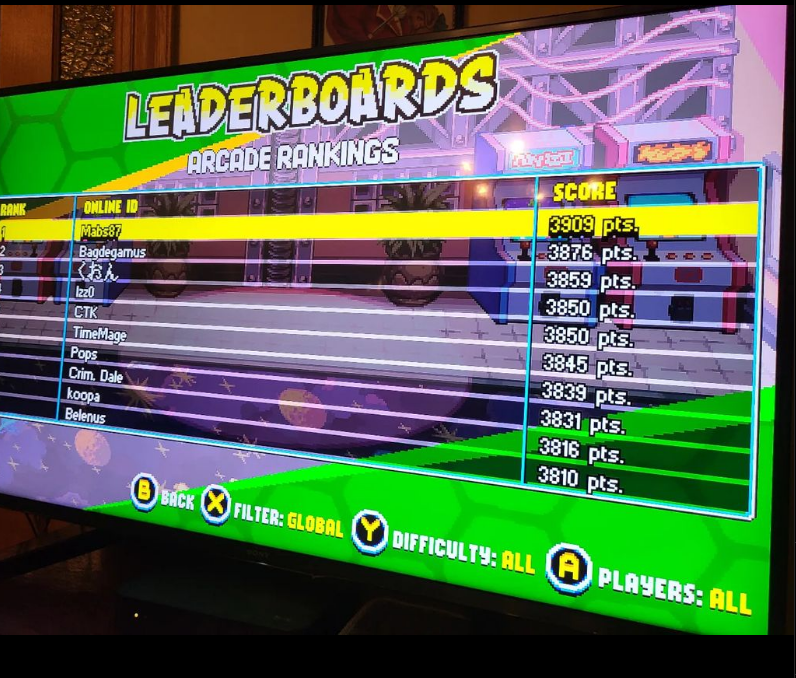 LEADERBOARDS
ARCADE RANKINGS
RANK ONLINE ID SCORE
1 Mabs87 3909 pts.
2 Bagdegamus 3876 pts.
3 くおん 3859 pts.
Izz0 3850 pts.
CTK 3850 pts.
TimeMage 3845 pts.
Pops 3839 pts.
Crim. Dale 3831 pts.
koopa 3816 pts.
Belenus 3810 pts.
B BACK X FILTER: GLOBAL Y DIFFICULTY: ALL A PLAYERS: ALL